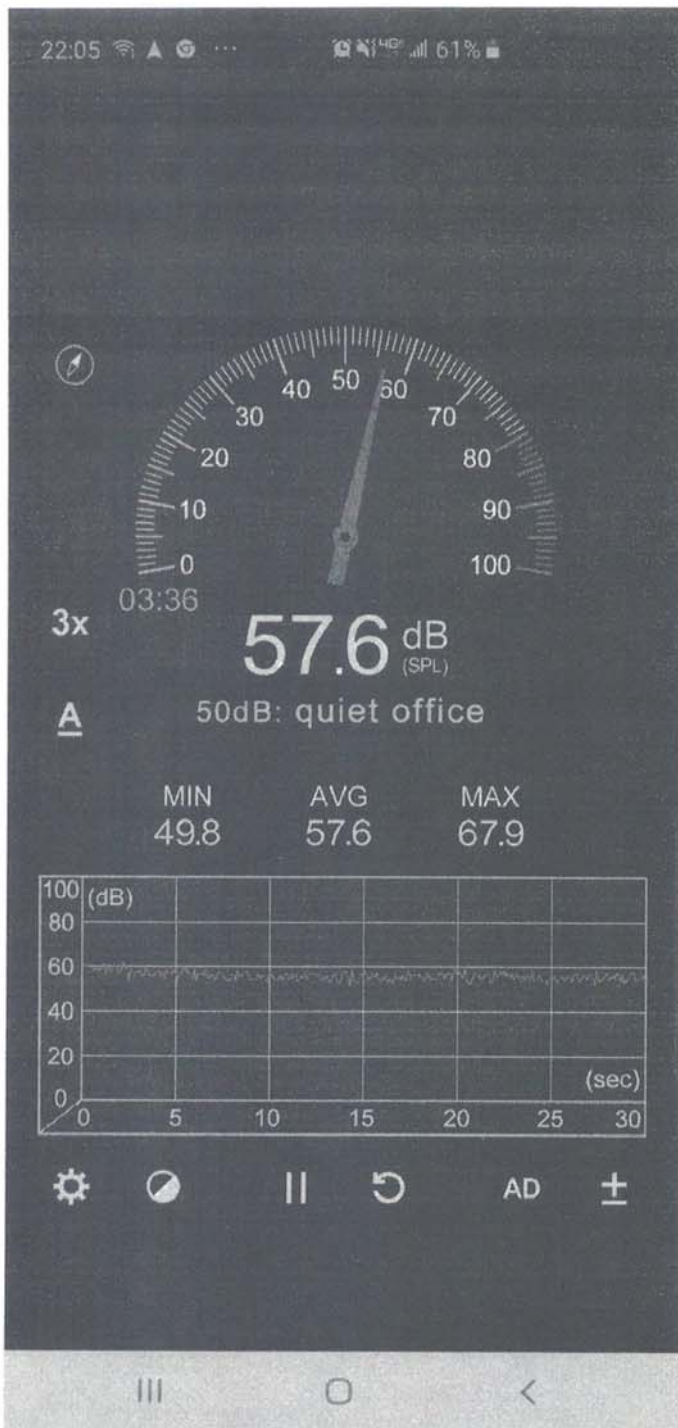 22:05 ··· 4G 61%
50
40 60
30 70
20 80
10 90
0 100
03:36
3x
57.6 dB
(SPL)
A 50dB: quiet office
MIN AVG MAX
49.8 57.6 67.9
100 (dB)
80
60
40
20
0 (sec)
0 5 10 15 20 25 30
AD